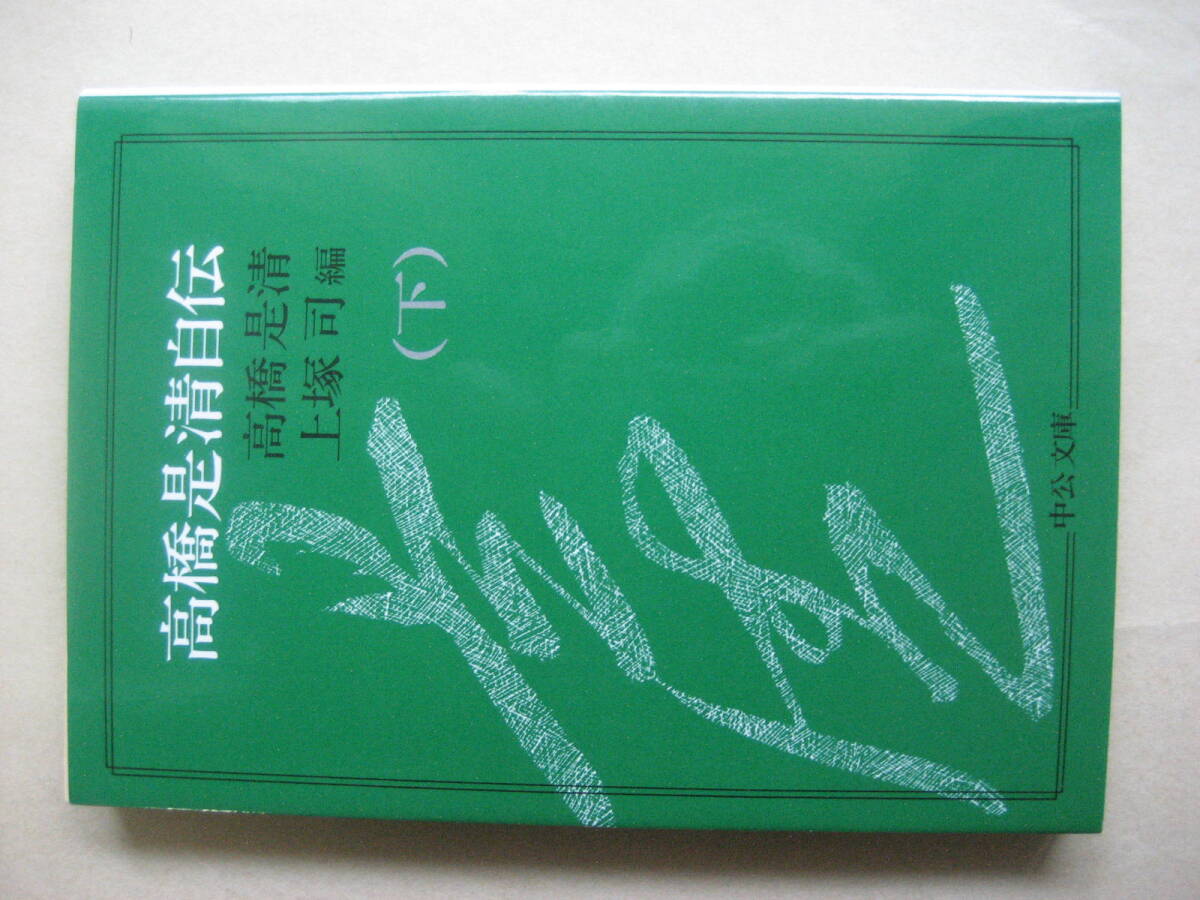 高橋是清自伝
高橋是清
上塚 司 編
(下)
中公文庫